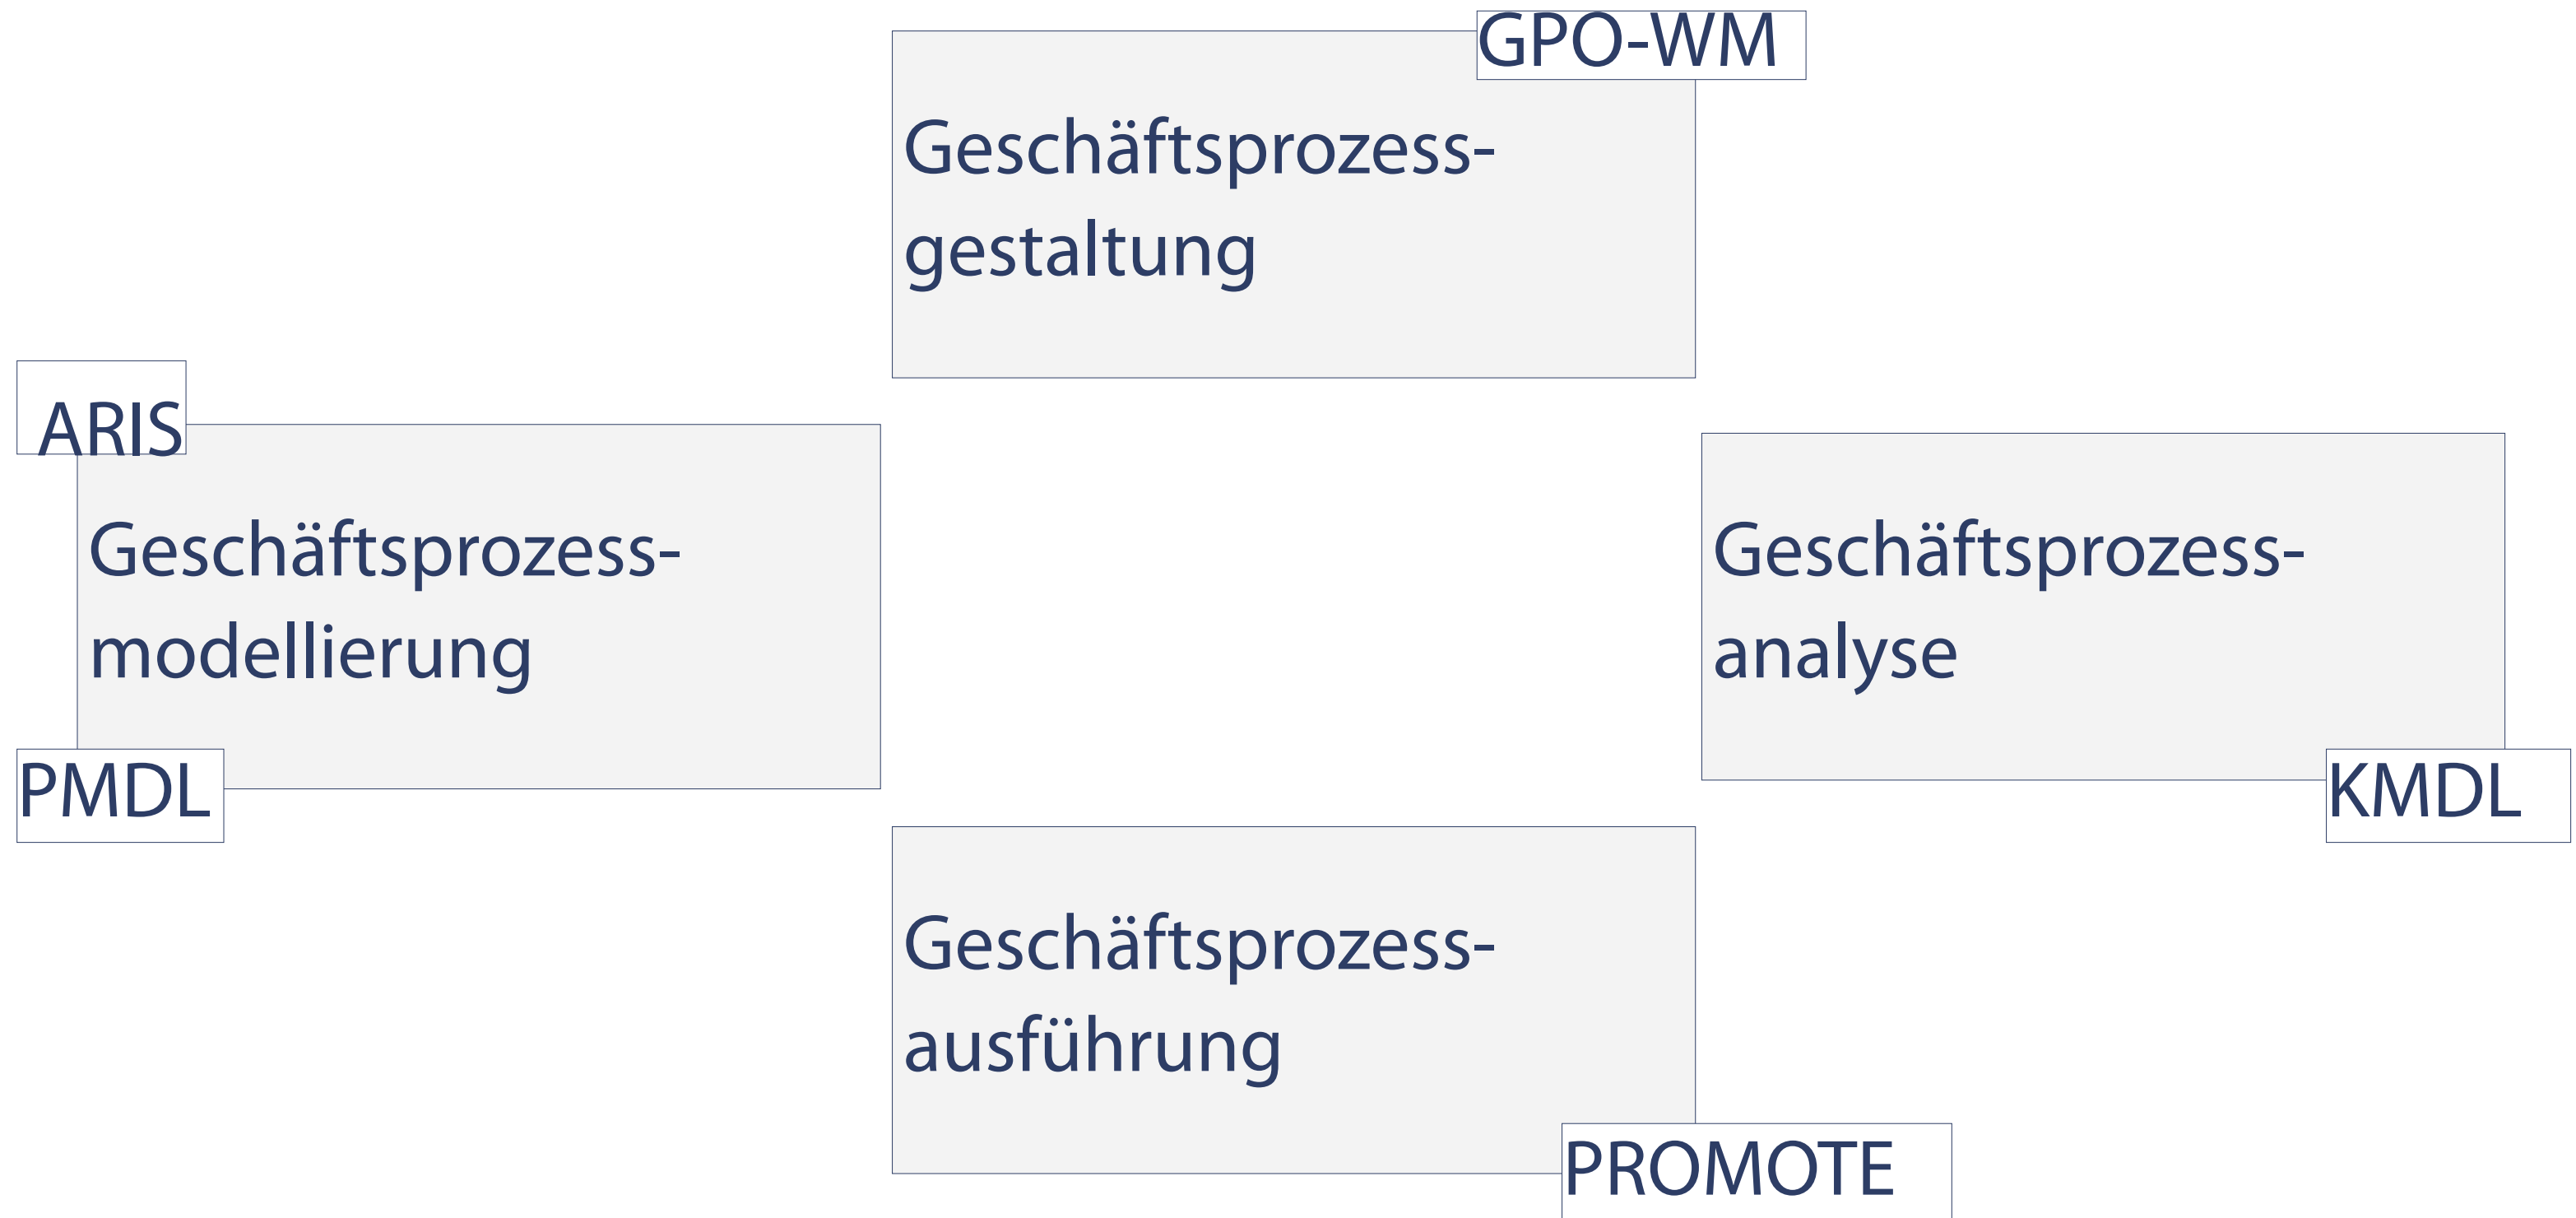 GPO-WM
Geschäftsprozess-
gestaltung
ARIS
Geschäftsprozess-
modellierung
PMDL
Geschäftsprozess-
analyse
KMDL
Geschäftsprozess-
ausführung
PROMOTE